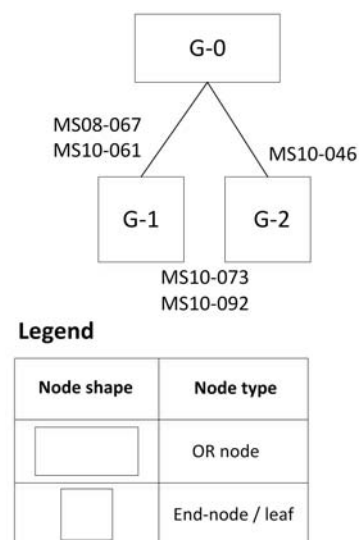 G-0
MS08-067
MS10-061
MS10-046
G-1
G-2
MS10-073
MS10-092
Legend
Node shape
Node type
OR node
End-node / leaf